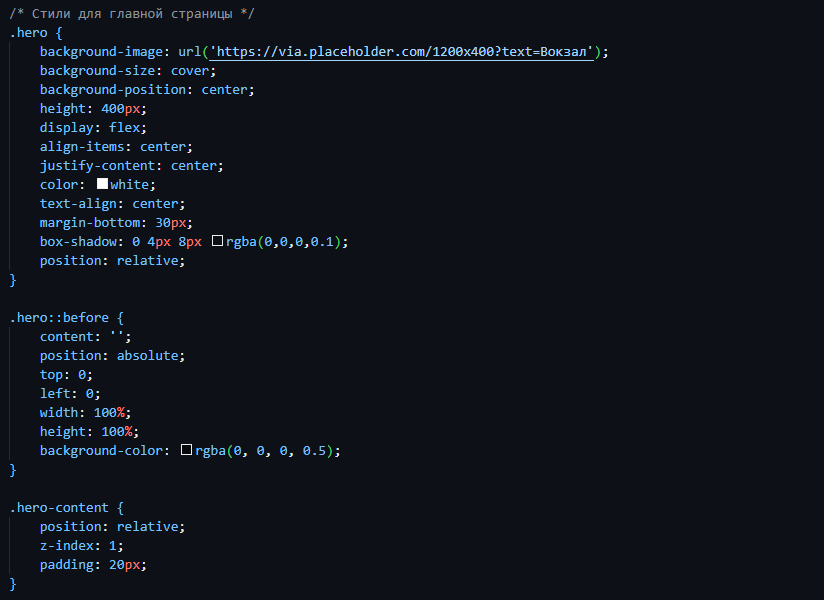 /* Стили для главной страницы */
.hero {
    background-image: url('https://via.placeholder.com/1200x400?text=Вокзал');
    background-size: cover;
    background-position: center;
    height: 400px;
    display: flex;
    align-items: center;
    justify-content: center;
    color: white;
    text-align: center;
    margin-bottom: 30px;
    box-shadow: 0 4px 8px rgba(0,0,0,0.1);
    position: relative;
}

.hero::before {
    content: '';
    position: absolute;
    top: 0;
    left: 0;
    width: 100%;
    height: 100%;
    background-color: rgba(0, 0, 0, 0.5);
}

.hero-content {
    position: relative;
    z-index: 1;
    padding: 20px;
}